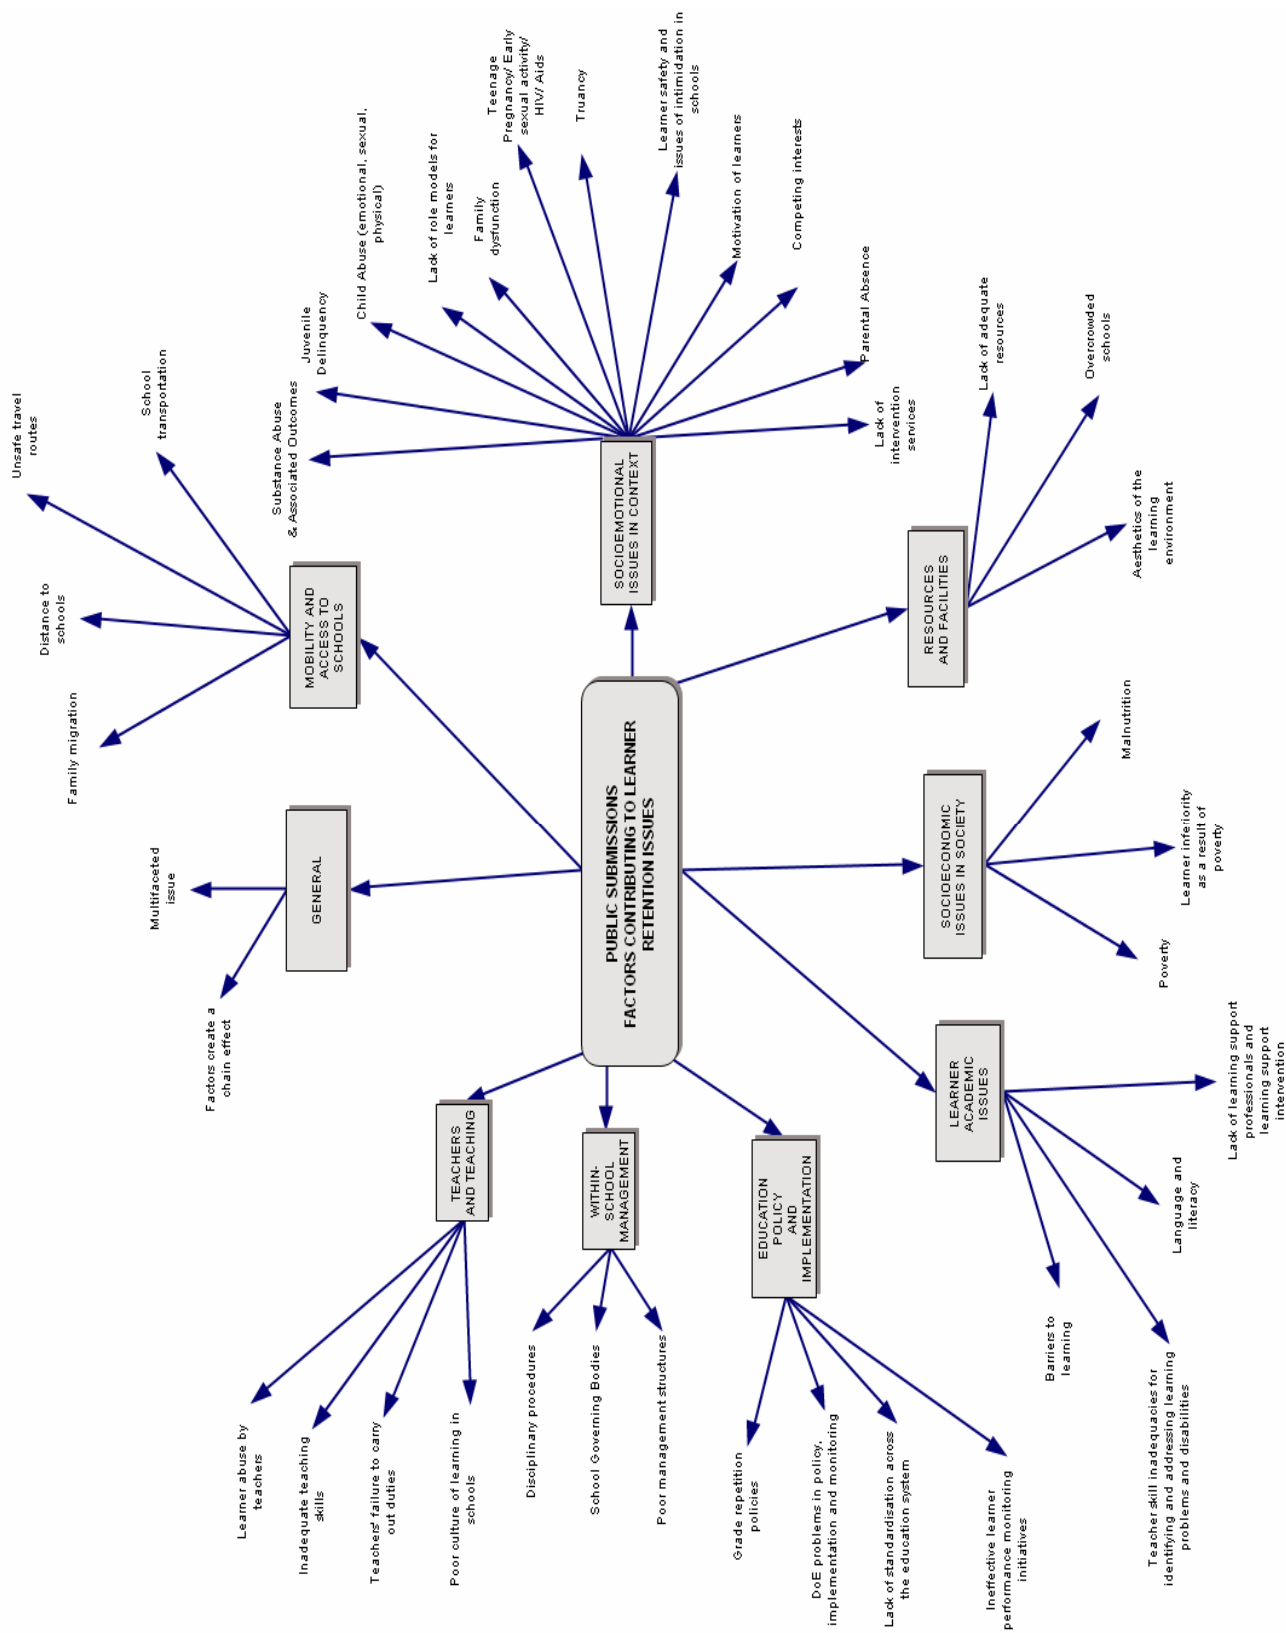 PUBLIC SUBMISSIONS
FACTORS CONTRIBUTING TO LEARNER
RETENTION ISSUES
GENERAL
Factors create a
chain effect
Multifaceted
issue
MOBILITY AND
ACCESS TO
SCHOOLS
Family migration
Distance to
schools
Unsafe travel
routes
School
transportation
SOCIOEMOTIONAL
ISSUES IN CONTEXT
Substance Abuse
& Associated Outcomes
Juvenile
Delinquency
Child Abuse (emotional, sexual,
physical)
Lack of role models for
learners
Family
dysfunction
Teenage
Pregnancy/ Early
sexual activity/
HIV/ Aids
Truancy
Learner safety and
issues of intimidation in
schools
Motivation of learners
Competing interests
Parental Absence
Lack of
intervention
services
RESOURCES
AND FACILITIES
Lack of adequate
resources
Overcrowded
schools
Aesthetics of the
learning
environment
SOCIOECONOMIC
ISSUES IN SOCIETY
Malnutrition
Learner inferiority
as a result of
poverty
Poverty
LEARNER
ACADEMIC
ISSUES
Lack of learning support
professionals and
learning support
intervention
Language and
literacy
Teacher skill inadequacies for
identifying and addressing learning
problems and disabilities
Barriers to
learning
EDUCATION
POLICY
AND
IMPLEMENTATION
Grade repetition
policies
DoE problems in policy,
implementation and monitoring
Lack of standardisation across
the education system
Ineffective learner
performance monitoring
initiatives
WITHIN-
SCHOOL
MANAGEMENT
Disciplinary procedures
School Governing Bodies
Poor management structures
TEACHERS
AND TEACHING
Learner abuse by
teachers
Inadequate teaching
skills
Teachers' failure to carry
out duties
Poor culture of learning in
schools